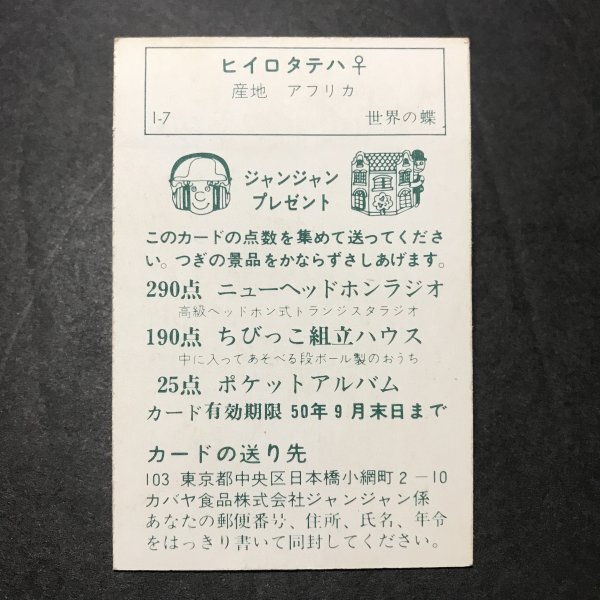 ヒイロタテハ♀
産地　アフリカ
I-7　世界の蝶
ジャンジャン
プレゼント
このカードの点数を集めて送ってくださ
い。つぎの景品をかならずさしあげます。
290点　ニューヘッドホンラジオ
高級ヘッドホン式トランジスタラジオ
190点　ちびっこ組立ハウス
中に入ってあそべる段ボール製のおうち
25点　ポケットアルバム
カード有効期限 50年9月末日まで
カードの送り先
103 東京都中央区日本橋小網町2－10
カバヤ食品株式会社ジャンジャン係
あなたの郵便番号、住所、氏名、年令
をはっきり書いて同封してください。